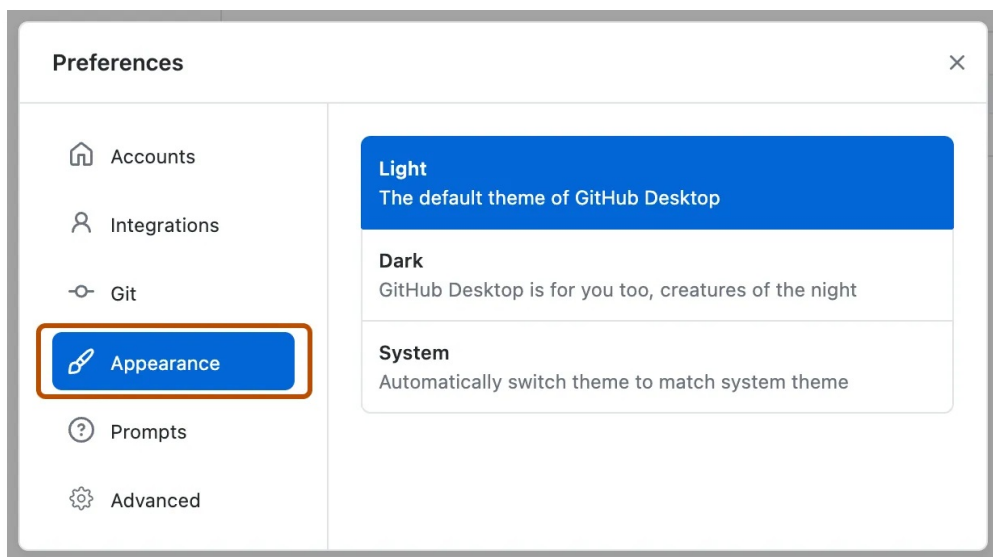 Preferences
Accounts
Integrations
Git
Appearance
Prompts
Advanced
Light
The default theme of GitHub Desktop
Dark
GitHub Desktop is for you too, creatures of the night
System
Automatically switch theme to match system theme